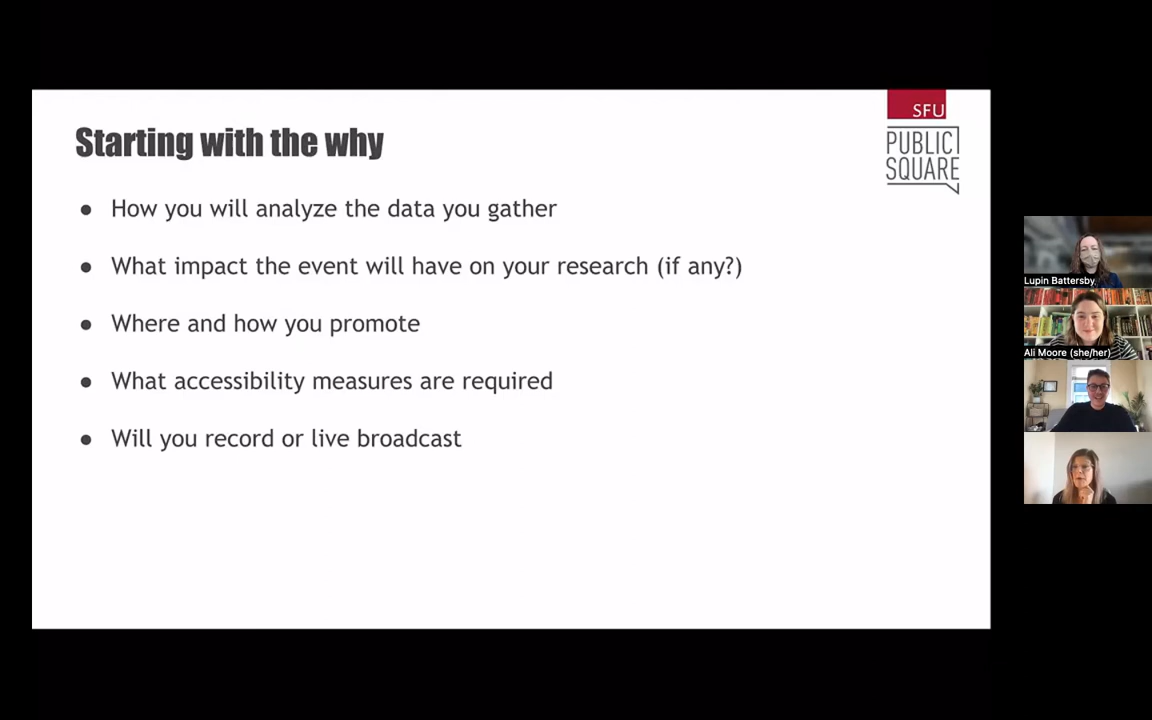 Starting with the why
SFU
PUBLIC
SQUARE
● How you will analyze the data you gather
● What impact the event will have on your research (if any?)
● Where and how you promote
● What accessibility measures are required
● Will you record or live broadcast
Lupin Battersby
Ali Moore (she/her)